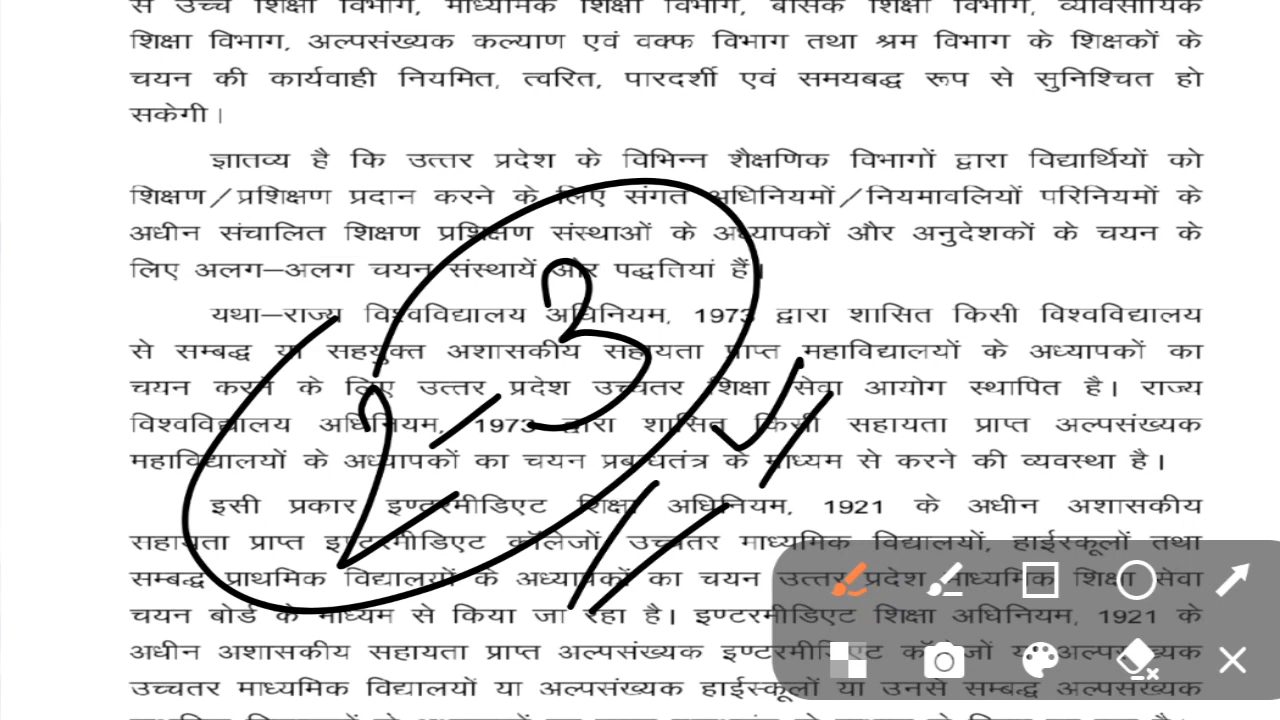 से उच्च शिक्षा विभाग, माध्यमिक शिक्षा विभाग, बेसिक शिक्षा विभाग, व्यावसायिक
शिक्षा विभाग, अल्पसंख्यक कल्याण एवं वक्फ विभाग तथा श्रम विभाग के शिक्षकों के
चयन की कार्यवाही नियमित, त्वरित, पारदर्शी एवं समयबद्ध रूप से सुनिश्चित हो
सकेगी।
ज्ञातव्य है कि उत्तर प्रदेश के विभिन्न शैक्षणिक विभागों द्वारा विद्यार्थियों को
शिक्षण/प्रशिक्षण प्रदान करने के लिए संगत अधिनियमों/नियमावलियों परिनियमों के
अधीन संचालित शिक्षण प्रशिक्षण संस्थाओं के अध्यापकों और अनुदेशकों के चयन के
लिए अलग–अलग चयन संस्थायें और पद्धतियां हैं।
यथा–राज्य विश्वविद्यालय अधिनियम, 1973 द्वारा शासित किसी विश्वविद्यालय
से सम्बद्ध या सहयुक्त अशासकीय सहायता प्राप्त महाविद्यालयों के अध्यापकों का
चयन करने के लिए उत्तर प्रदेश उच्चतर शिक्षा सेवा आयोग स्थापित है। राज्य
विश्वविद्यालय अधिनियम, 1973 द्वारा शासित किसी सहायता प्राप्त अल्पसंख्यक
महाविद्यालयों के अध्यापकों का चयन प्रबन्धतंत्र के माध्यम से करने की व्यवस्था है।
2 - 3
इसी प्रकार इण्टरमीडिएट शिक्षा अधिनियम, 1921 के अधीन अशासकीय
सहायता प्राप्त इण्टरमीडिएट कॉलेजों, उच्चतर माध्यमिक विद्यालयों, हाईस्कूलों तथा
सम्बद्ध प्राथमिक विद्यालयों के अध्यापकों का चयन उत्तर प्रदेश माध्यमिक शिक्षा सेवा
चयन बोर्ड के माध्यम से किया जा रहा है। इण्टरमीडिएट शिक्षा अधिनियम, 1921 के
अधीन अशासकीय सहायता प्राप्त अल्पसंख्यक इण्टरमीडिएट कॉलेजों या अल्पसंख्यक
उच्चतर माध्यमिक विद्यालयों या अल्पसंख्यक हाईस्कूलों या उनसे सम्बद्ध अल्पसंख्यक